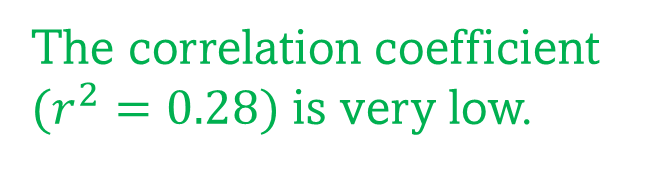 The correlation coefficient
(r² = 0.28) is very low.